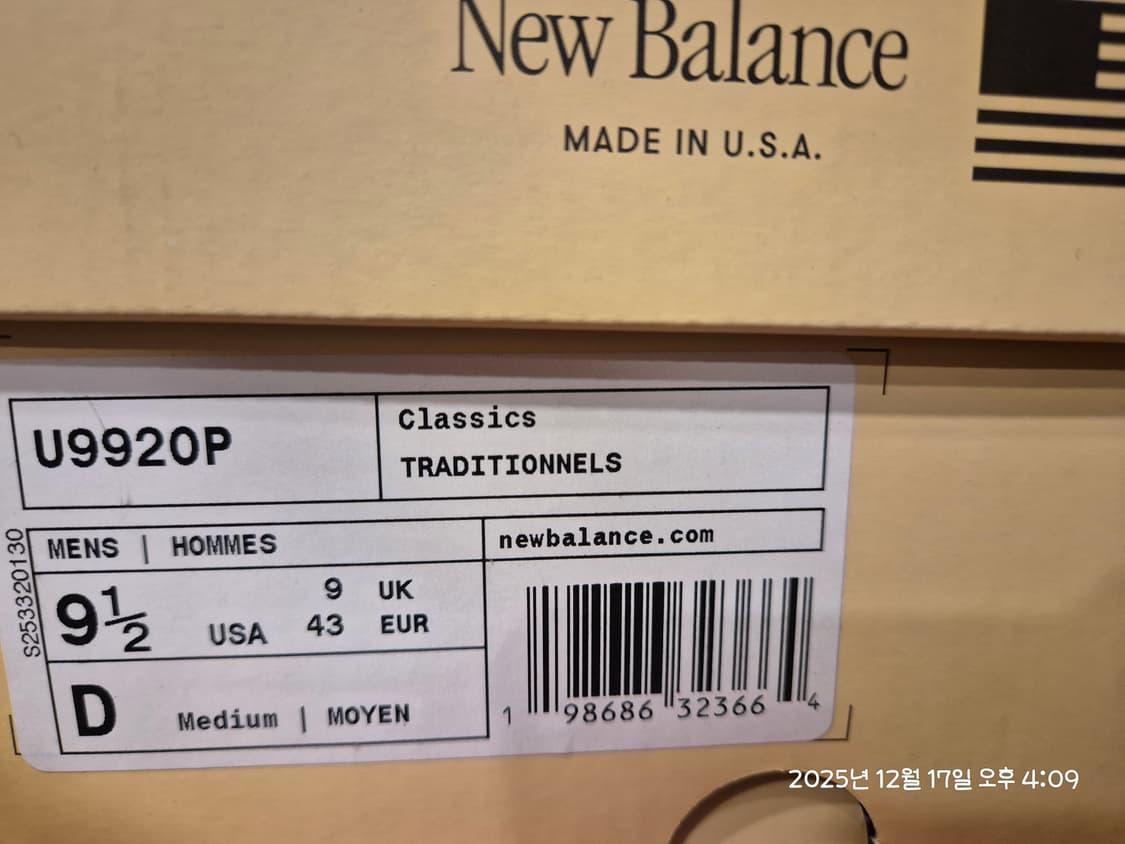 New Balance
MADE IN U.S.A.
U992OP
Classics
TRADITIONNELS
S253320130
MENS | HOMMES
newbalance.com
9½ USA
9 UK
43 EUR
D Medium | MOYEN
1 98686 32366 4
2025년 12월 17일 오후 4:09